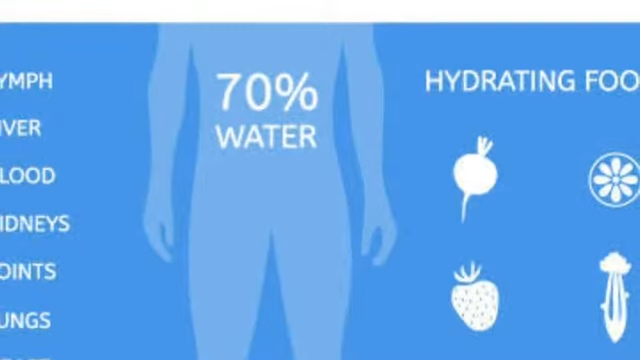 YMPH
IVER
LOOD
IDNEYS
OINTS
UNGS
70%
WATER
HYDRATING FOO